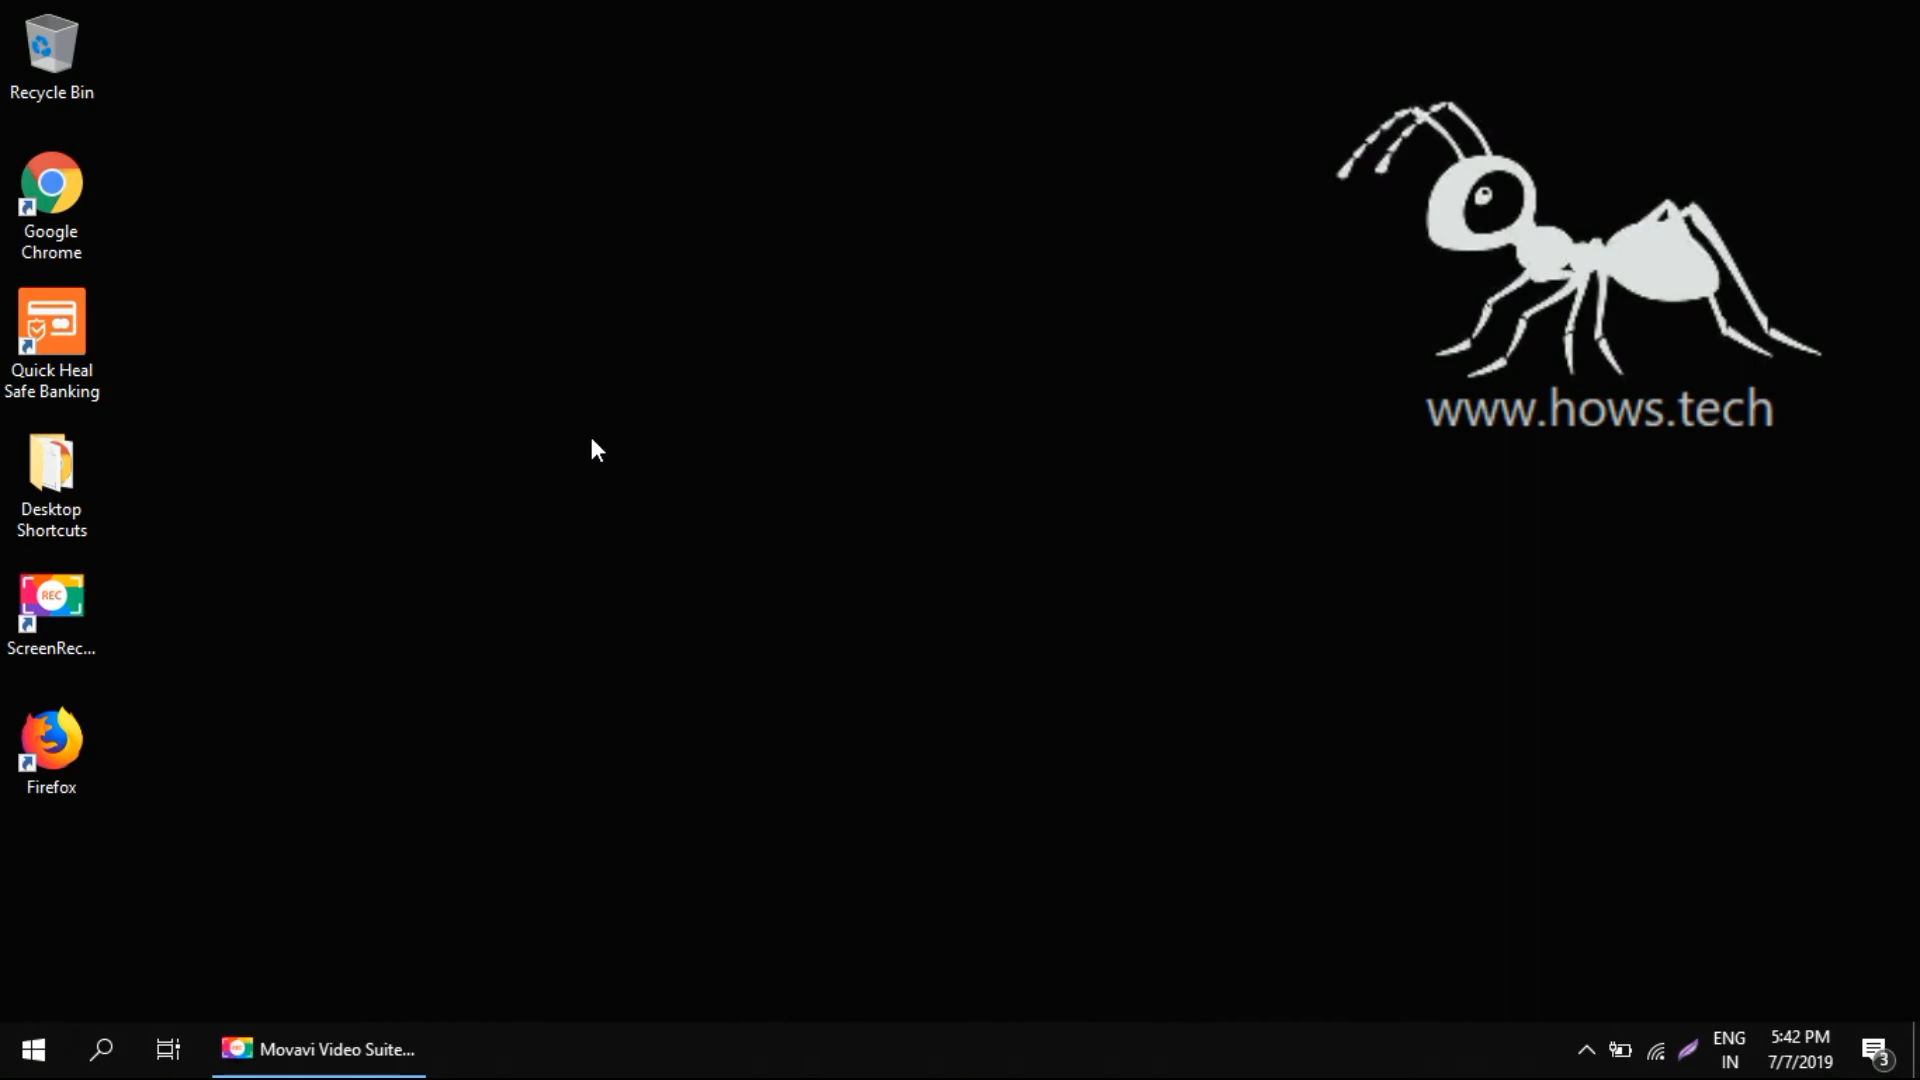 Recycle Bin
Google
Chrome
Quick Heal
Safe Banking
Desktop
Shortcuts
REC
ScreenRec...
Firefox
www.hows.tech
Movavi Video Suite...
ENG
IN
5:42 PM
7/7/2019
3